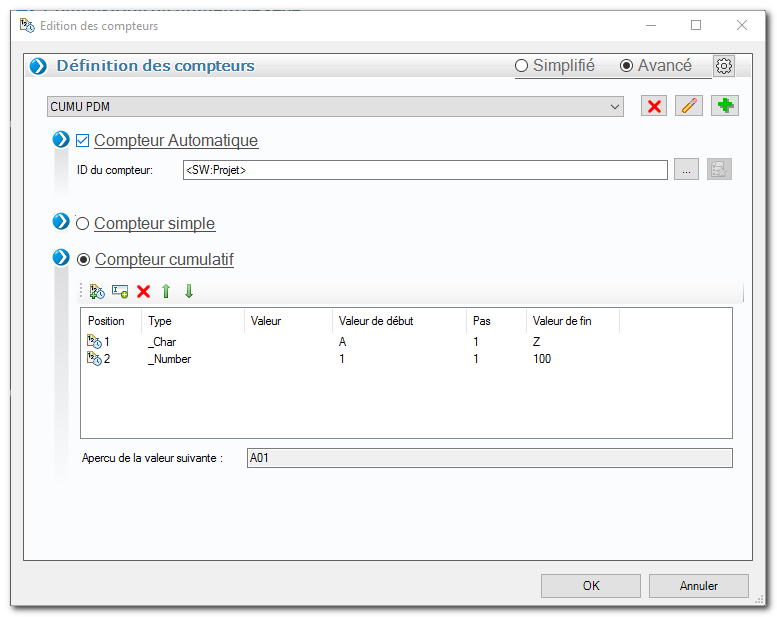 Edition des compteurs
Définition des compteurs
Simplifié Avancé
CUMU PDM
Compteur Automatique
ID du compteur: <SW:Projet> ...
Compteur simple
Compteur cumulatif
Position Type Valeur Valeur de début Pas Valeur de fin
1 _Char A 1 Z
2 _Number 1 1 100
Apercu de la valeur suivante : A01
OK Annuler